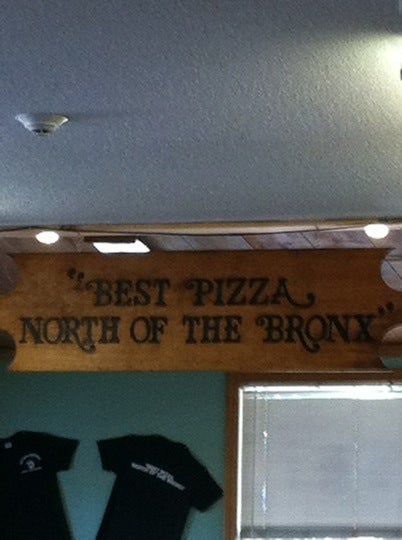 "BEST PIZZA
NORTH OF THE BRONX"